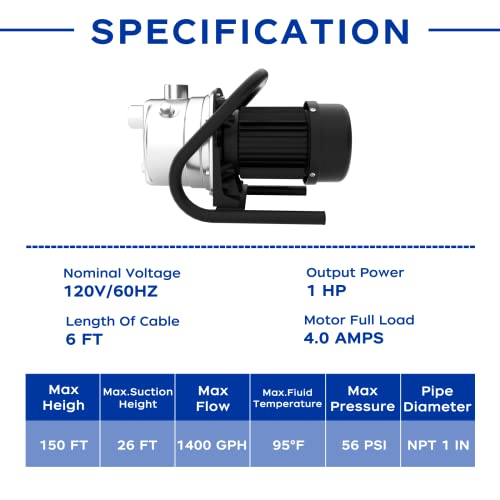 SPECIFICATION
Nominal Voltage
120V/60HZ
Output Power
1 HP
Length Of Cable
6 FT
Motor Full Load
4.0 AMPS
Max Heigh
Max.Suction Height
Max Flow
Max.Fiuid Temperature
Max Pressure
Pipe Diameter
150 FT
26 FT
1400 GPH
95°F
56 PSI
NPT 1 IN